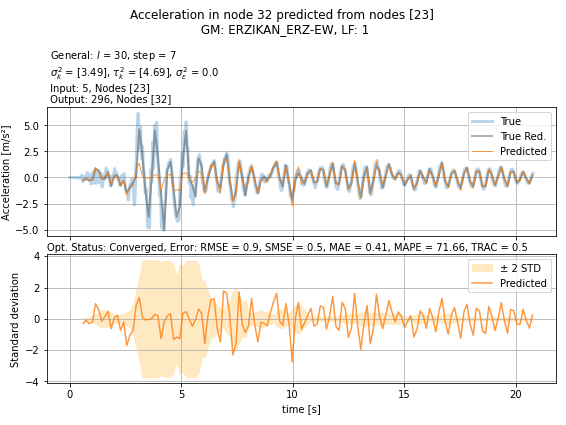 Acceleration in node 32 predicted from nodes [23]
GM: ERZIKAN_ERZ-EW, LF: 1
General: l = 30, step = 7
σ²ₖ = [3.49], τ²ₖ = [4.69], σ²ε = 0.0
Input: 5, Nodes [23]
Output: 296, Nodes [32]
Acceleration [m/s²]
5.0
2.5
0.0
−2.5
−5.0
True
True Red.
Predicted
Opt. Status: Converged, Error: RMSE = 0.9, SMSE = 0.5, MAE = 0.41, MAPE = 71.66, TRAC = 0.5
Standard deviation
4
2
0
−2
−4
± 2 STD
Predicted
0
5
10
15
20
time [s]